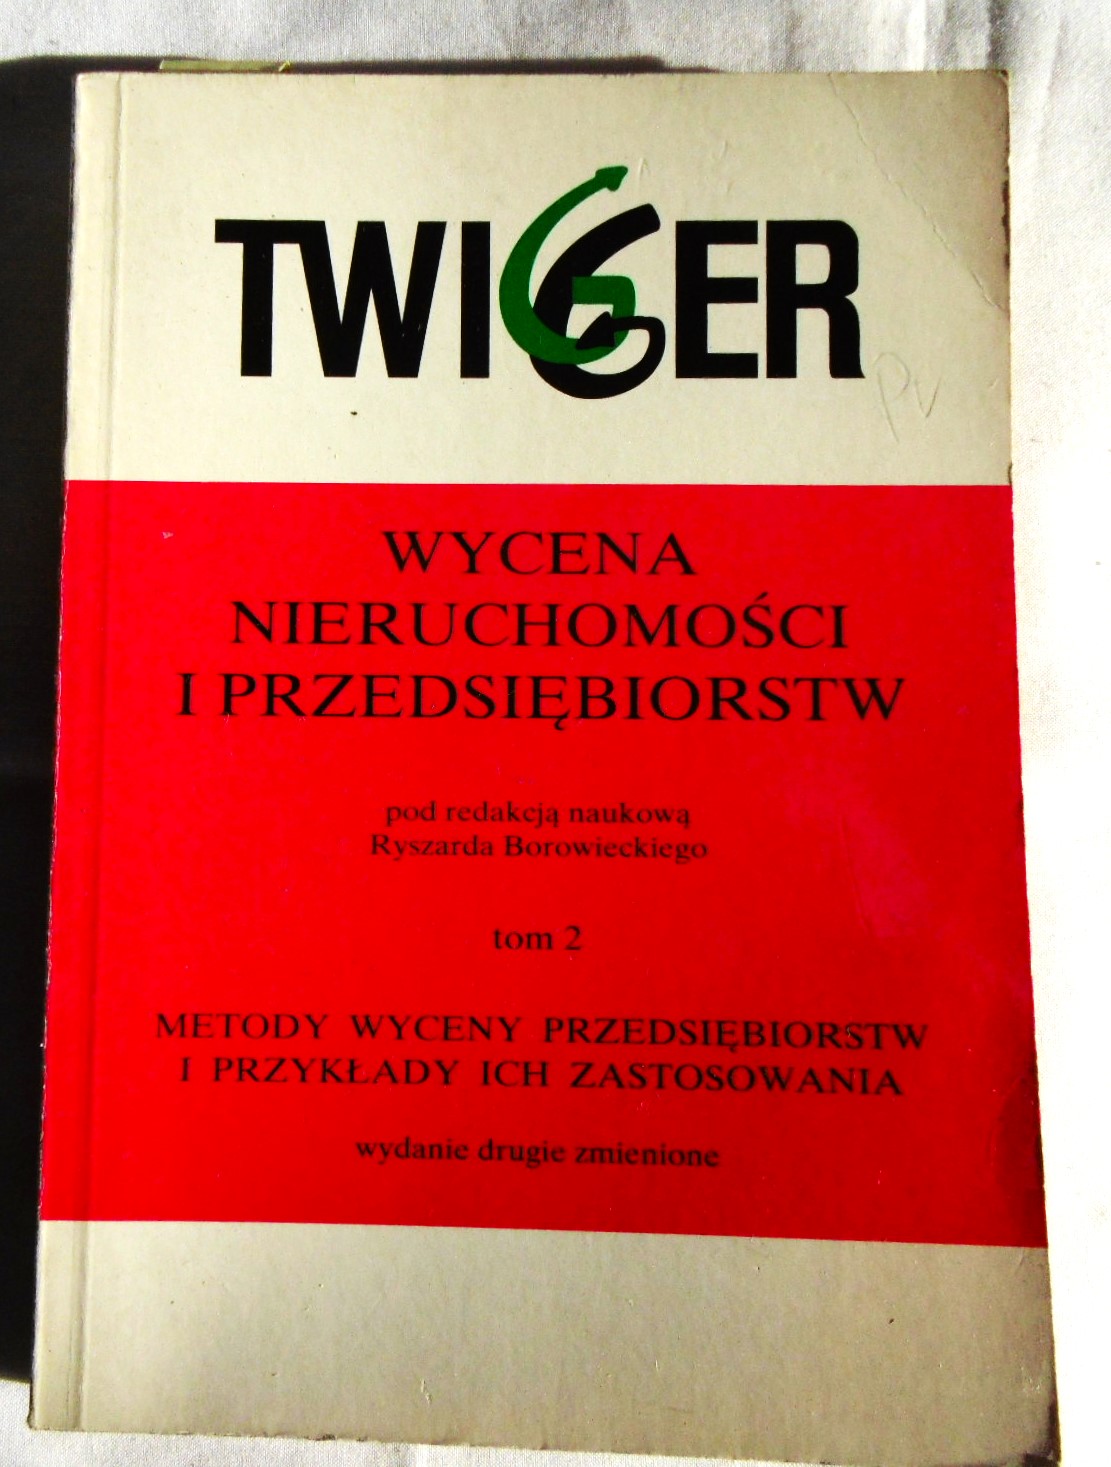 TWIGGER
WYCENA
NIERUCHOMOŚCI
I PRZEDSIĘBIORSTW
pod redakcją naukową
Ryszarda Borowieckiego
tom 2
METODY WYCENY PRZEDSIĘBIORSTW
I PRZYKŁADY ICH ZASTOSOWANIA
wydanie drugie zmienione